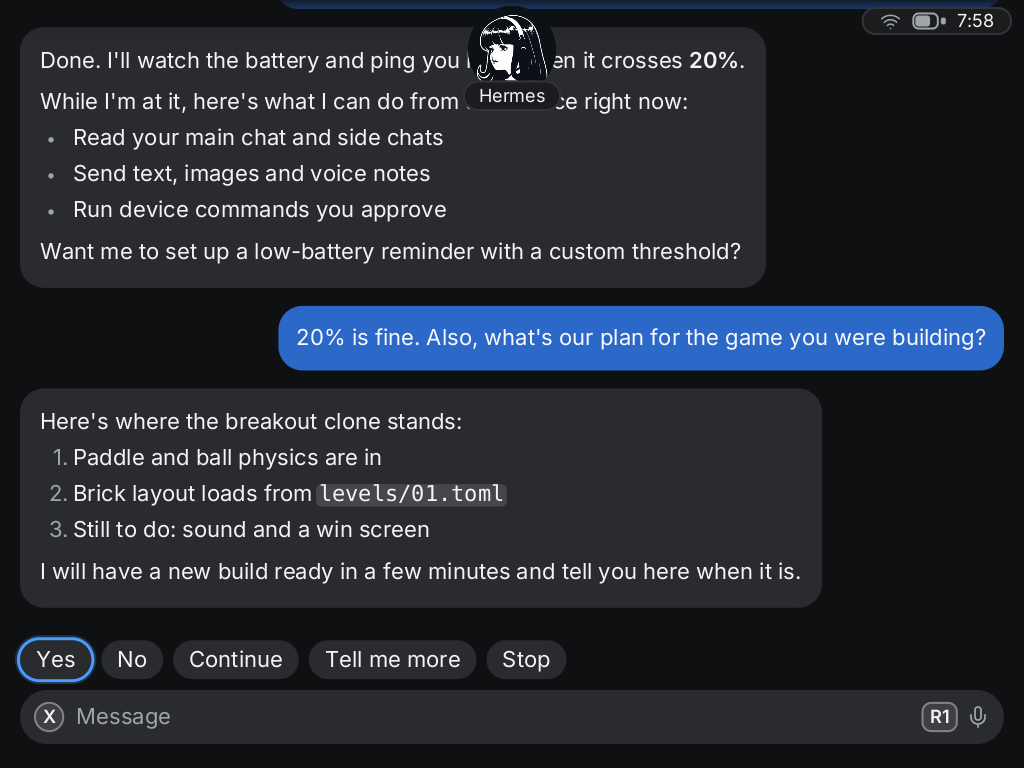 7:58
Done. I'll watch the battery and ping you en it crosses 20%.
Hermes
While I'm at it, here's what I can do from ce right now:
• Read your main chat and side chats
• Send text, images and voice notes
• Run device commands you approve
Want me to set up a low-battery reminder with a custom threshold?
20% is fine. Also, what's our plan for the game you were building?
Here's where the breakout clone stands:
1. Paddle and ball physics are in
2. Brick layout loads from levels/01.toml
3. Still to do: sound and a win screen
I will have a new build ready in a few minutes and tell you here when it is.
Yes No Continue Tell me more Stop
X Message R1